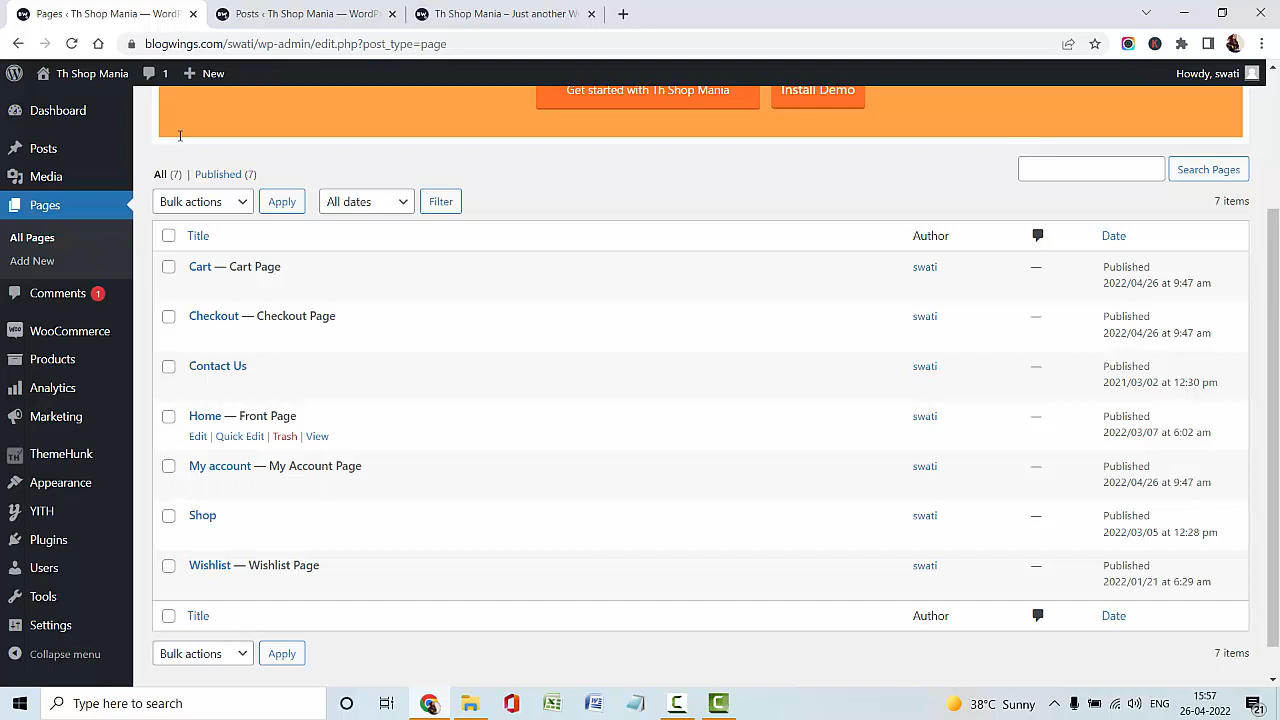 Pages ‹ Th Shop Mania — WordP
Posts ‹ Th Shop Mania — WordPr
Th Shop Mania – Just another W
blogwings.com/swati/wp-admin/edit.php?post_type=page
Th Shop Mania 1 New Howdy, swati
Dashboard
Posts
Media
Pages
All Pages
Add New
Comments 1
WooCommerce
Products
Analytics
Marketing
ThemeHunk
Appearance
YITH
Plugins
Users
Tools
Settings
Collapse menu
Get started with Th Shop Mania Install Demo
All (7) | Published (7) Search Pages
Bulk actions Apply All dates Filter 7 items
Title Author Date
Cart — Cart Page swati — Published
2022/04/26 at 9:47 am
Checkout — Checkout Page swati — Published
2022/04/26 at 9:47 am
Contact Us swati — Published
2021/03/02 at 12:30 pm
Home — Front Page swati — Published
Edit | Quick Edit | Trash | View 2022/03/07 at 6:02 am
My account — My Account Page swati — Published
2022/04/26 at 9:47 am
Shop swati — Published
2022/03/05 at 12:28 pm
Wishlist — Wishlist Page swati — Published
2022/01/21 at 6:29 am
Title Author Date
Bulk actions Apply 7 items
Type here to search
38°C Sunny
ENG
15:57
26-04-2022
21